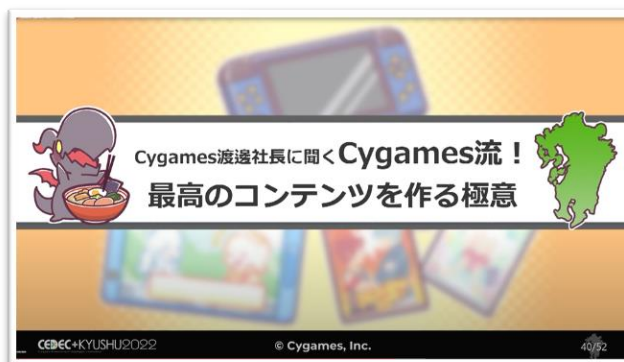 Cygames渡邊社長に聞くCygames流！
最高のコンテンツを作る極意
CEDEC+KYUSHU2022
© Cygames, Inc.
40/52